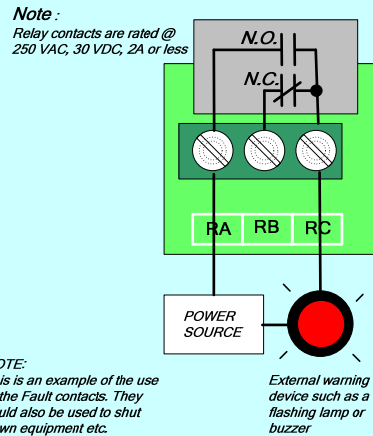 Note :
Relay contacts are rated @
250 VAC, 30 VDC, 2A or less
N.O.
N.C.
RA RB RC
POWER
SOURCE
OTE:
is is an example of the use
the Fault contacts. They
uld also be used to shut
wn equipment etc.
External warning
device such as a
flashing lamp or
buzzer